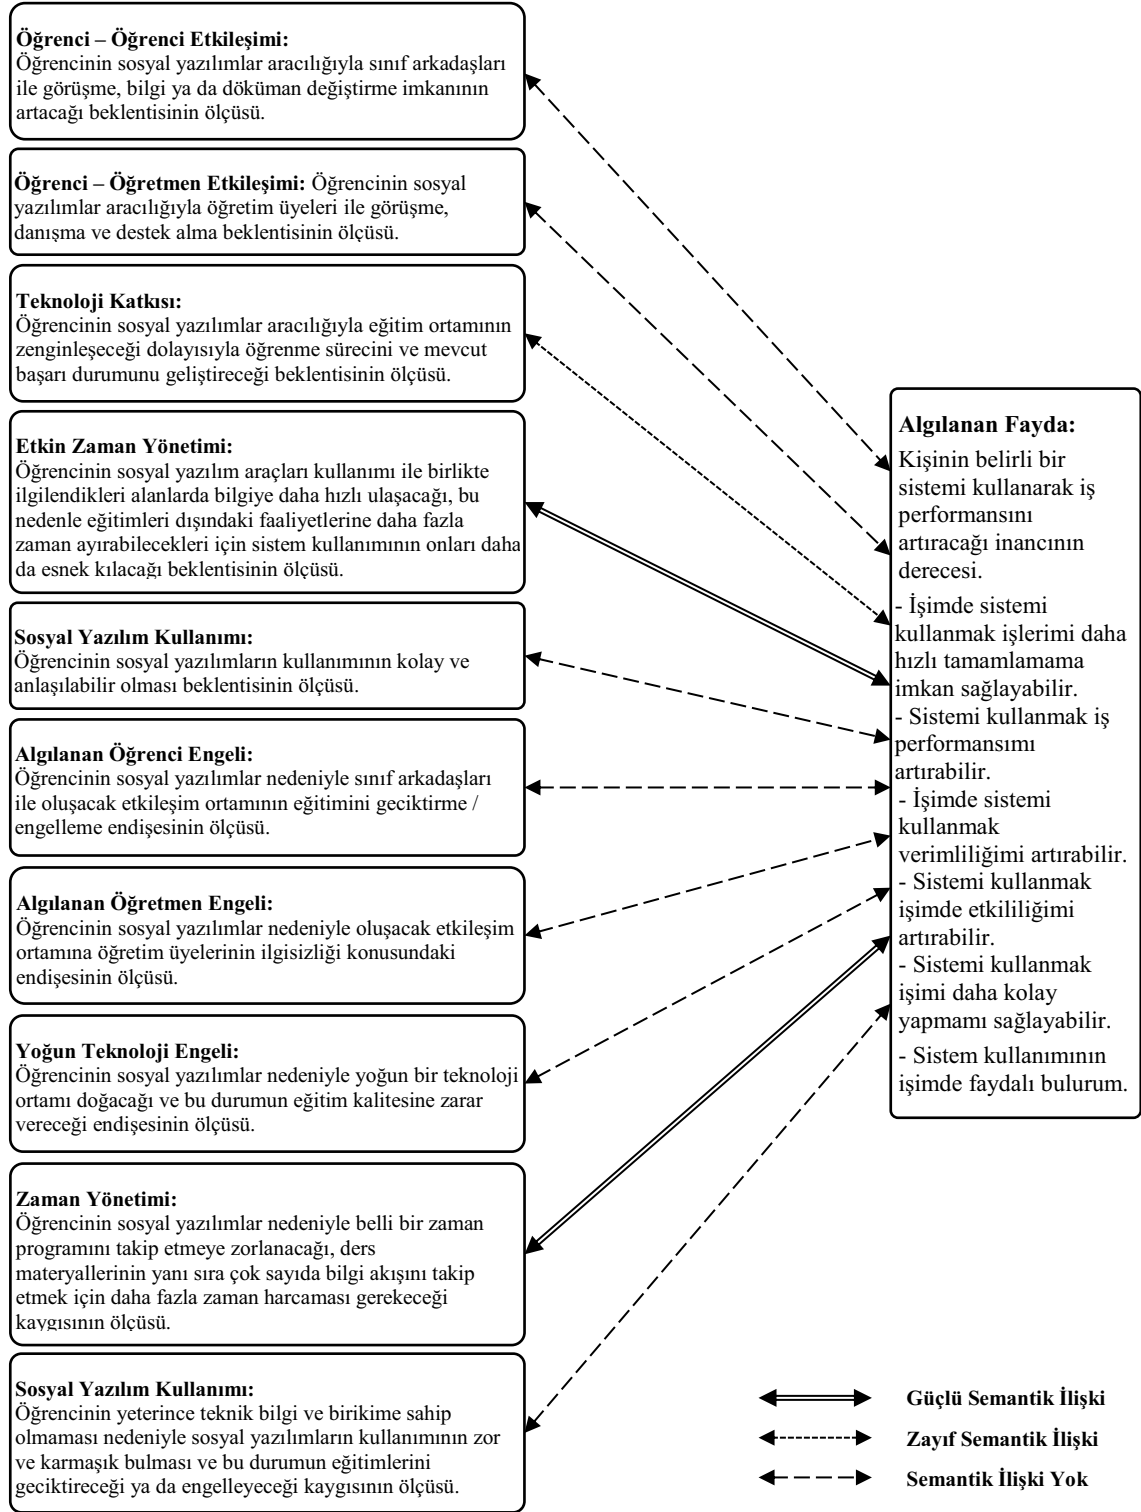 Öğrenci – Öğrenci Etkileşimi:
Öğrencinin sosyal yazılımlar aracılığıyla sınıf arkadaşları
ile görüşme, bilgi ya da döküman değiştirme imkanının
artacağı beklentisinin ölçüsü.
Öğrenci – Öğretmen Etkileşimi: Öğrencinin sosyal
yazılımlar aracılığıyla öğretim üyeleri ile görüşme,
danışma ve destek alma beklentisinin ölçüsü.
Teknoloji Katkısı:
Öğrencinin sosyal yazılımlar aracılığıyla eğitim ortamının
zenginleşeceği dolayısıyla öğrenme sürecini ve mevcut
başarı durumunu geliştireceği beklentisinin ölçüsü.
Etkin Zaman Yönetimi:
Öğrencinin sosyal yazılım araçları kullanımı ile birlikte
ilgilendikleri alanlarda bilgiye daha hızlı ulaşacağı, bu
nedenle eğitimleri dışındaki faaliyetlerine daha fazla
zaman ayırabilecekleri için sistem kullanımının onları daha
da esnek kılacağı beklentisinin ölçüsü.
Sosyal Yazılım Kullanımı:
Öğrencinin sosyal yazılımların kullanımının kolay ve
anlaşılabilir olması beklentisinin ölçüsü.
Algılanan Öğrenci Engeli:
Öğrencinin sosyal yazılımlar nedeniyle sınıf arkadaşları
ile oluşacak etkileşim ortamının eğitimini geciktirme /
engelleme endişesinin ölçüsü.
Algılanan Öğretmen Engeli:
Öğrencinin sosyal yazılımlar nedeniyle oluşacak etkileşim
ortamına öğretim üyelerinin ilgisizliği konusundaki
endişesinin ölçüsü.
Yoğun Teknoloji Engeli:
Öğrencinin sosyal yazılımlar nedeniyle yoğun bir teknoloji
ortamı doğacağı ve bu durumun eğitim kalitesine zarar
vereceği endişesinin ölçüsü.
Zaman Yönetimi:
Öğrencinin sosyal yazılımlar nedeniyle belli bir zaman
programını takip etmeye zorlanacağı, ders
materyallerinin yanı sıra çok sayıda bilgi akışını takip
etmek için daha fazla zaman harcaması gerekeceği
kaygısının ölçüsü.
Sosyal Yazılım Kullanımı:
Öğrencinin yeterince teknik bilgi ve birikime sahip
olmaması nedeniyle sosyal yazılımların kullanımının zor
ve karmaşık bulması ve bu durumun eğitimlerini
geciktireceği ya da engelleyeceği kaygısının ölçüsü.
Algılanan Fayda:
Kişinin belirli bir
sistemi kullanarak iş
performansını
artıracağı inancının
derecesi.
- İşimde sistemi
kullanmak işlerimi daha
hızlı tamamlamama
imkan sağlayabilir.
- Sistemi kullanmak iş
performansımı
artırabilir.
- İşimde sistemi
kullanmak
verimliliğimi artırabilir.
- Sistemi kullanmak
işimde etkililiğimi
artırabilir.
- Sistemi kullanmak
işimi daha kolay
yapmamı sağlayabilir.
- Sistem kullanımının
işimde faydalı bulurum.
Güçlü Semantik İlişki
Zayıf Semantik İlişki
Semantik İlişki Yok